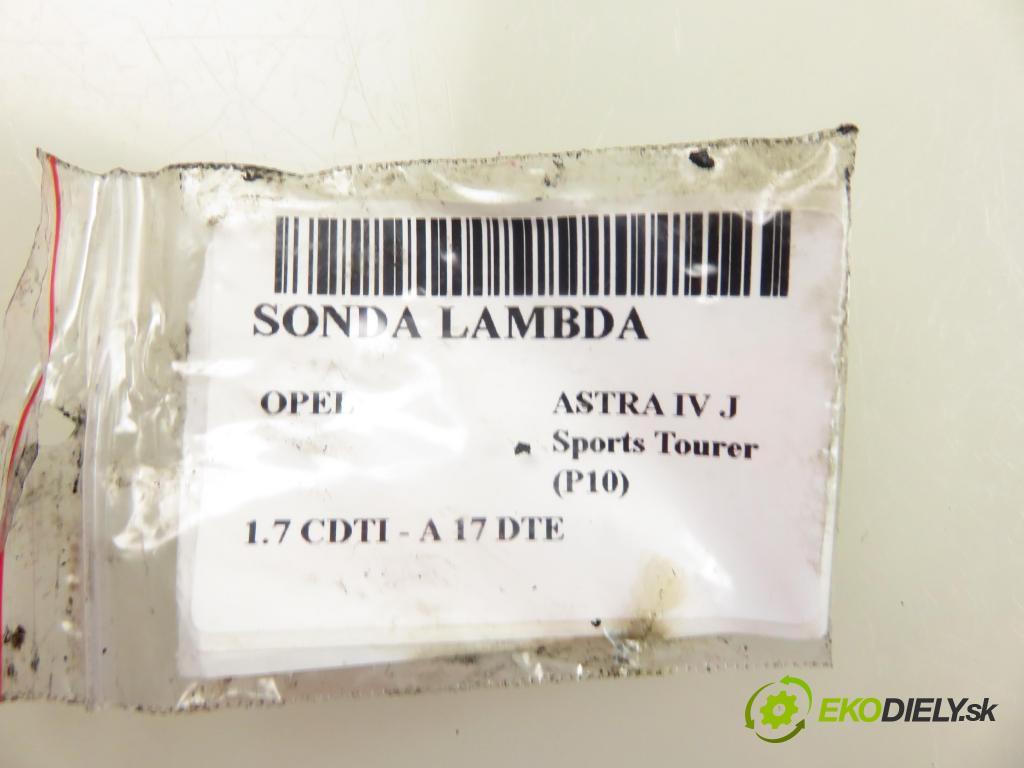 SONDA LAMBDA
OPEL
ASTRA IV J
Sports Tourer
(P10)
1.7 CDTI - A 17 DTE
EKODIELY.sk